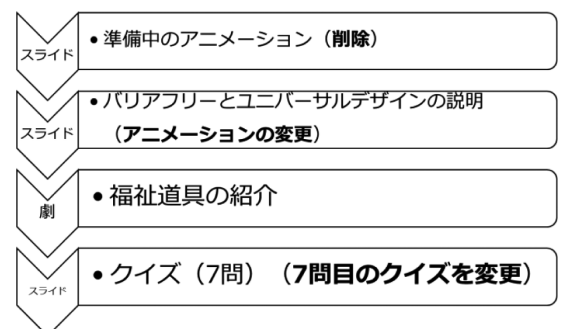 スライド
• 準備中のアニメーション（削除）
スライド
• バリアフリーとユニバーサルデザインの説明
（アニメーションの変更）
劇
• 福祉道具の紹介
スライド
• クイズ（7問）（7問目のクイズを変更）